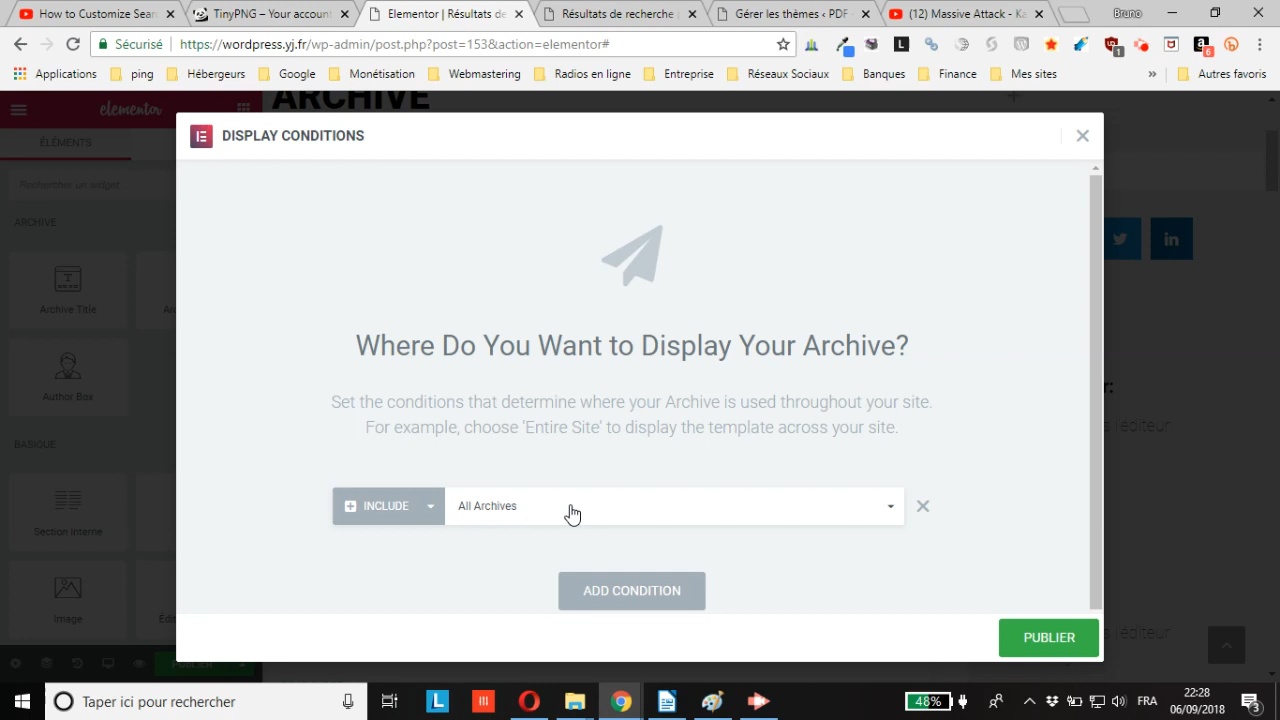 How to Customize Sear
TinyPNG – Your account
Elementor | Résultats de
Résultats de recherche p
Gérer les thèmes ‹ PDF
(12) Massive Attack - Ka
Bruno
Sécurisé
https://wordpress.yj.fr/wp-admin/post.php?post=153&action=elementor#
1
6
Applications
ping
Hébergeurs
Google
Monétisation
Webmastering
Radios en ligne
Entreprise
Réseaux Sociaux
Banques
Finance
Mes sites
»
Autres favoris
elementor
ARCHIVE
ÉLÉMENTS
Rechercher un widget
ARCHIVE
Archive Title
Author Box
BASIQUE
Section interne
Image
PUBLIER
DISPLAY CONDITIONS
Where Do You Want to Display Your Archive?
Set the conditions that determine where your Archive is used throughout your site.
For example, choose 'Entire Site' to display the template across your site.
INCLUDE
All Archives
ADD CONDITION
PUBLIER
r:
l'éditeur
s l'éditeur
Taper ici pour rechercher
L
48%
FRA
22:28
06/09/2018
3